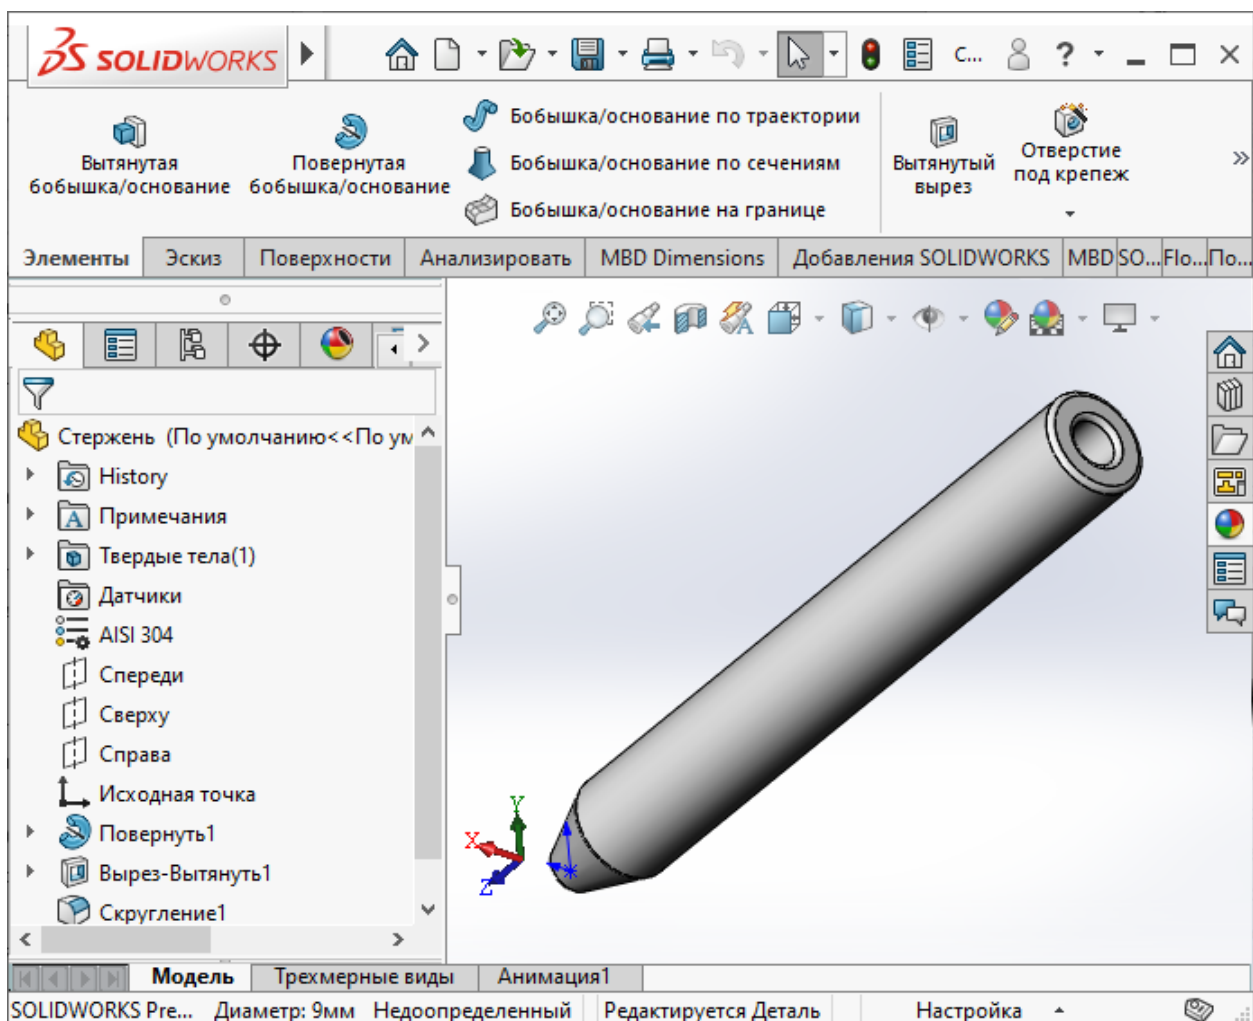 SOLIDWORKS
С...
?
Вытянутая
бобышка/основание
Повернутая
бобышка/основание
Бобышка/основание по траектории
Бобышка/основание по сечениям
Бобышка/основание на границе
Вытянутый
вырез
Отверстие
под крепеж
Элементы Эскиз Поверхности Анализировать MBD Dimensions Добавления SOLIDWORKS MBD SO... Flo... По...
Стержень (По умолчанию<<По ум
History
Примечания
Твердые тела(1)
Датчики
AISI 304
Спереди
Сверху
Справа
Исходная точка
Повернуть1
Вырез-Вытянуть1
Скругление1
Y
X
Z
Модель Трехмерные виды Анимация1
SOLIDWORKS Pre... Диаметр: 9мм Недоопределенный Редактируется Деталь Настройка